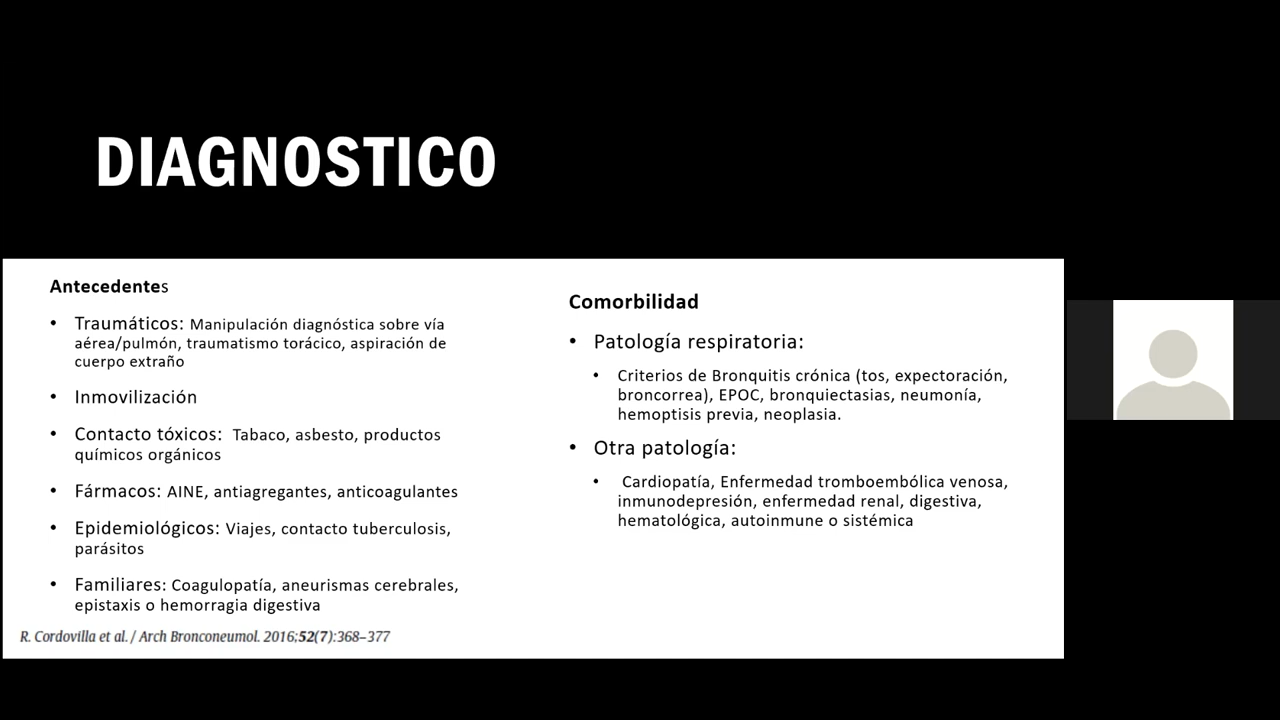 DIAGNOSTICO
Antecedentes
• Traumáticos: Manipulación diagnóstica sobre vía
aérea/pulmón, traumatismo torácico, aspiración de
cuerpo extraño
• Inmovilización
• Contacto tóxicos: Tabaco, asbesto, productos
químicos orgánicos
• Fármacos: AINE, antiagregantes, anticoagulantes
• Epidemiológicos: Viajes, contacto tuberculosis,
parásitos
• Familiares: Coagulopatía, aneurismas cerebrales,
epistaxis o hemorragia digestiva
R. Cordovilla et al. / Arch Bronconeumol. 2016;52(7):368–377
Comorbilidad
• Patología respiratoria:
• Criterios de Bronquitis crónica (tos, expectoración,
broncorrea), EPOC, bronquiectasias, neumonía,
hemoptisis previa, neoplasia.
• Otra patología:
• Cardiopatía, Enfermedad tromboembólica venosa,
inmunodepresión, enfermedad renal, digestiva,
hematológica, autoinmune o sistémica